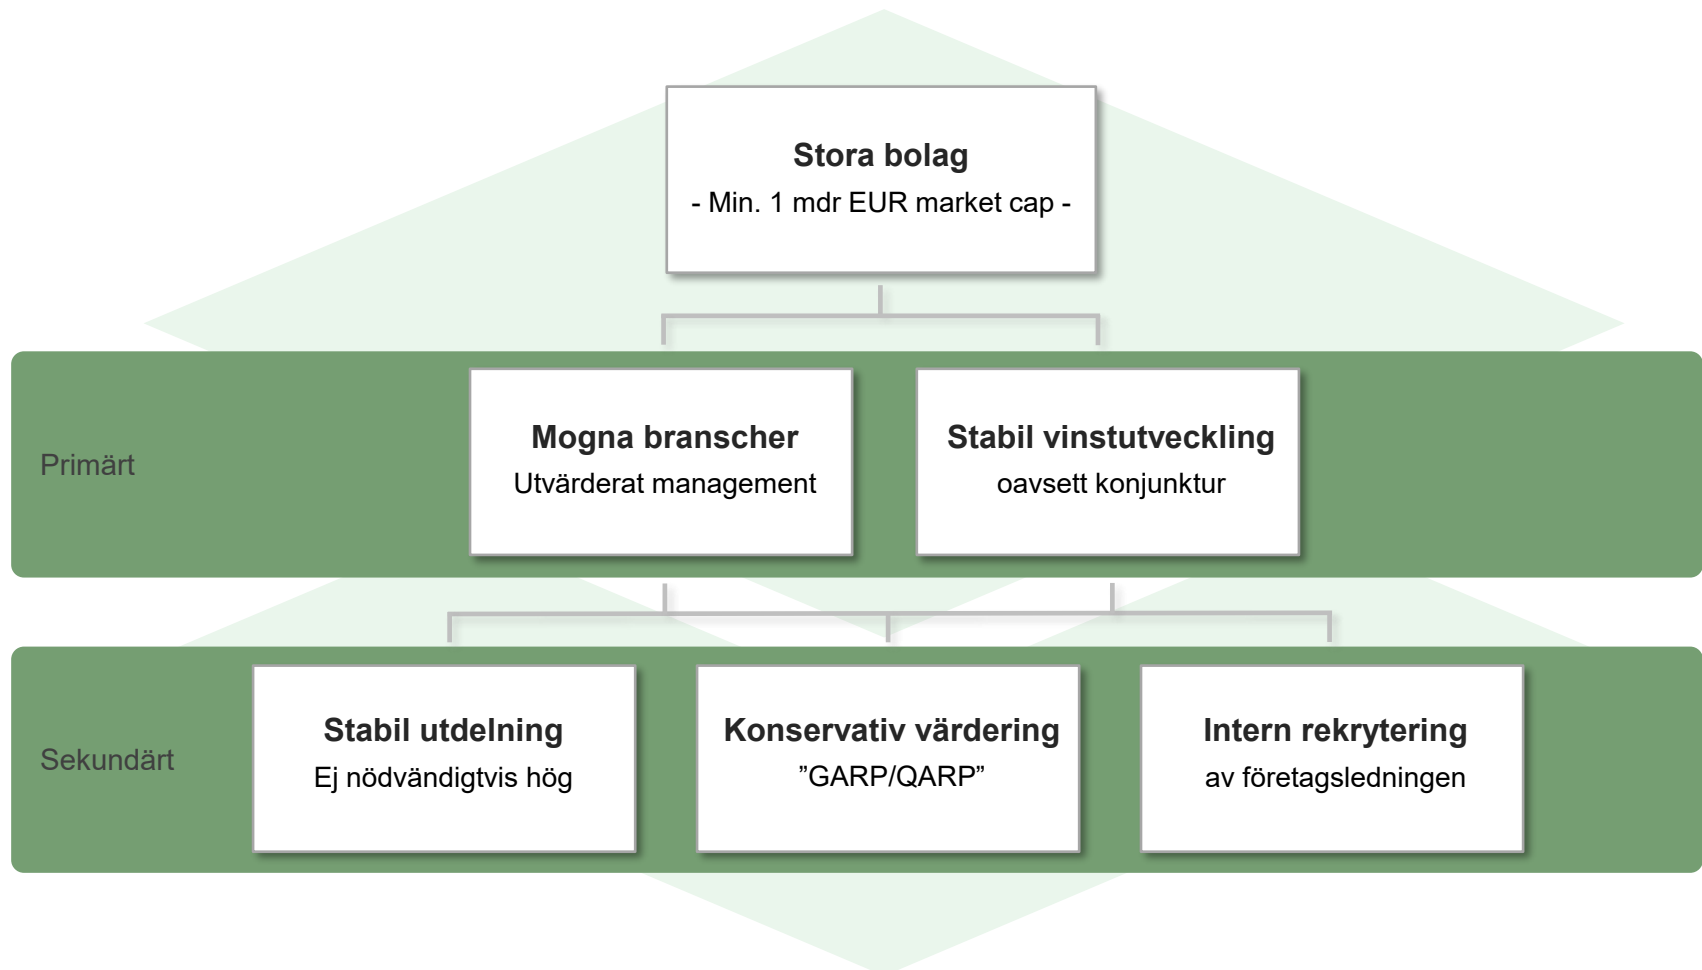 Stora bolag
- Min. 1 mdr EUR market cap -
Primärt
Mogna branscher
Utvärderat management
Stabil vinstutveckling
oavsett konjunktur
Sekundärt
Stabil utdelning
Ej nödvändigtvis hög
Konservativ värdering
”GARP/QARP”
Intern rekrytering
av företagsledningen